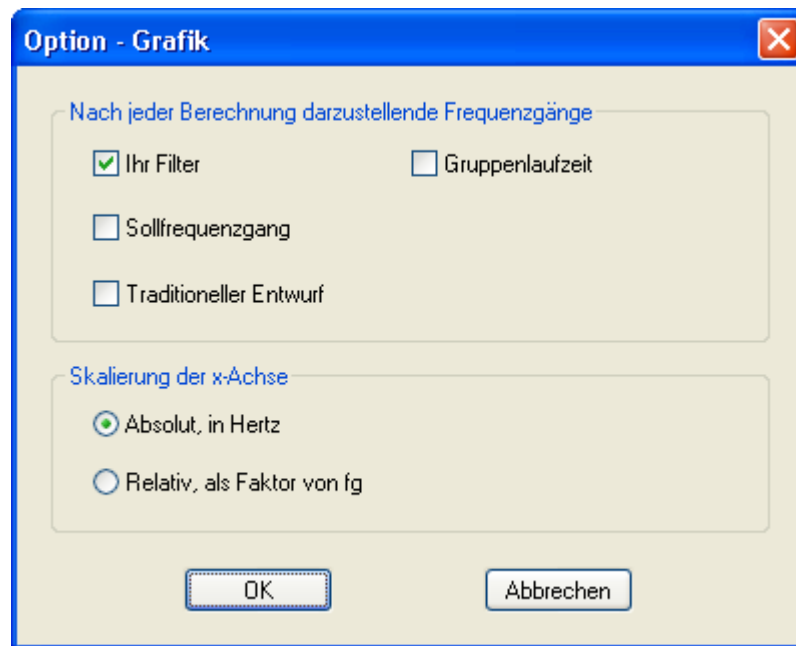 Option - Grafik
Nach jeder Berechnung darzustellende Frequenzgänge
Ihr Filter
Gruppenlaufzeit
Sollfrequenzgang
Traditioneller Entwurf
Skalierung der x-Achse
Absolut, in Hertz
Relativ, als Faktor von fg
OK
Abbrechen